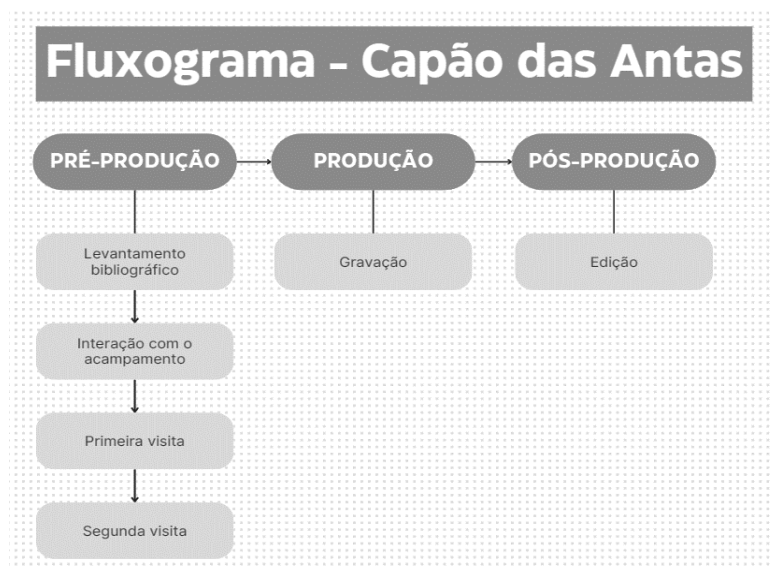 Fluxograma - Capão das Antas
PRÉ-PRODUÇÃO
PRODUÇÃO
PÓS-PRODUÇÃO
Levantamento
bibliográfico
Gravação
Edição
Interação com o
acampamento
Primeira visita
Segunda visita